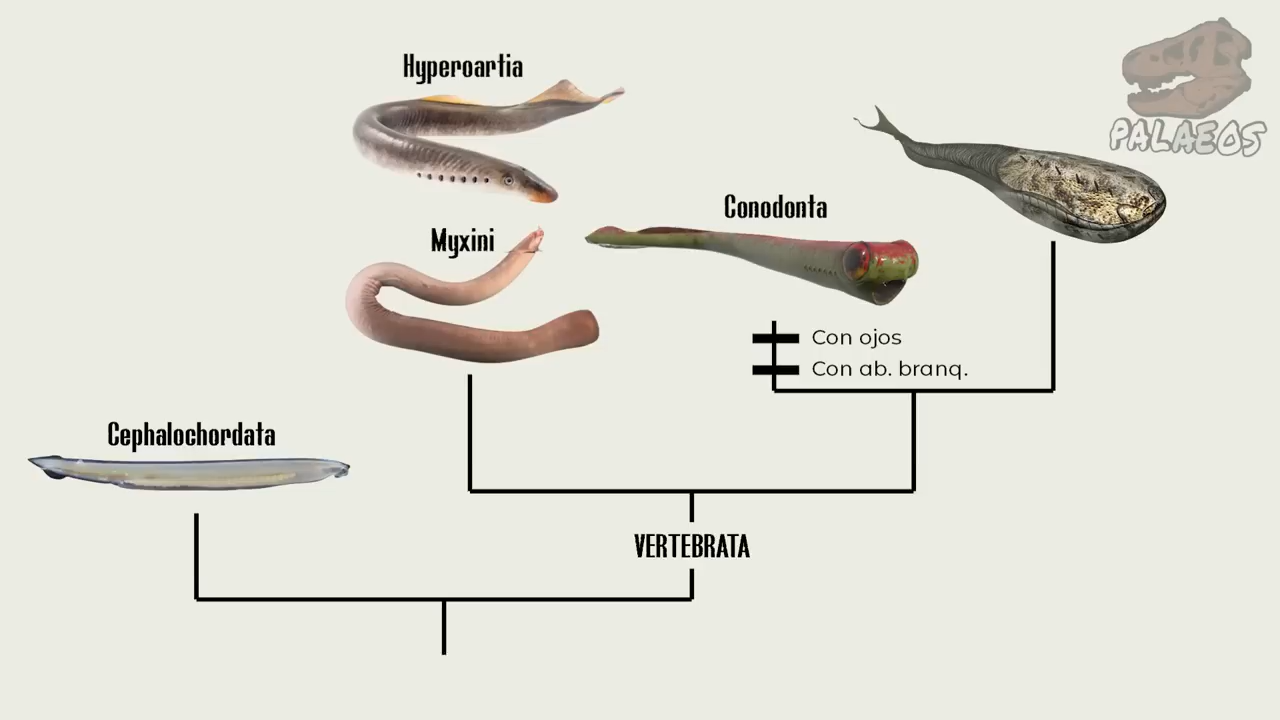 Hyperoartia
PALAEOS
Conodonta
Myxini
Con ojos
Con ab. branq.
Cephalochordata
VERTEBRATA